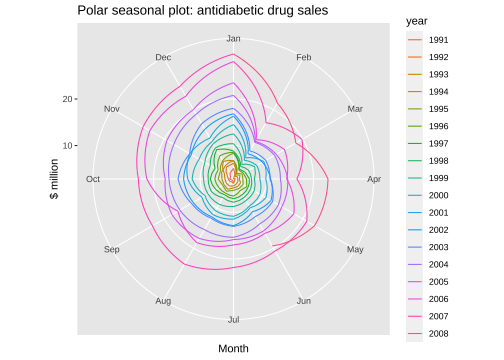 Polar seasonal plot: antidiabetic drug sales
year
Jan
Dec
Feb
Nov
Mar
Oct
Apr
Sep
May
Aug
Jun
Jul
20
10
$ million
Month
1991
1992
1993
1994
1995
1996
1997
1998
1999
2000
2001
2002
2003
2004
2005
2006
2007
2008